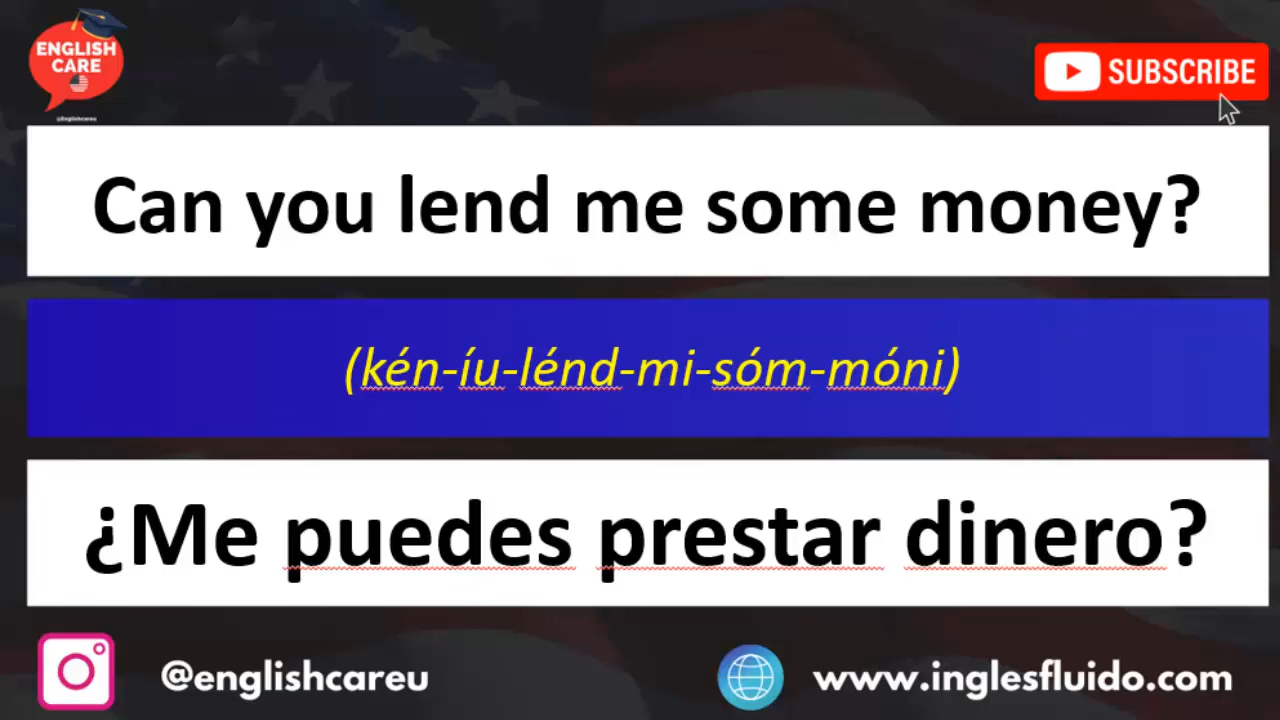 ENGLISH
CARE
@Englishcareu
SUBSCRIBE
Can you lend me some money?
(kén-íu-lénd-mi-sóm-móni)
¿Me puedes prestar dinero?
@englishcareu
www.inglesfluido.com